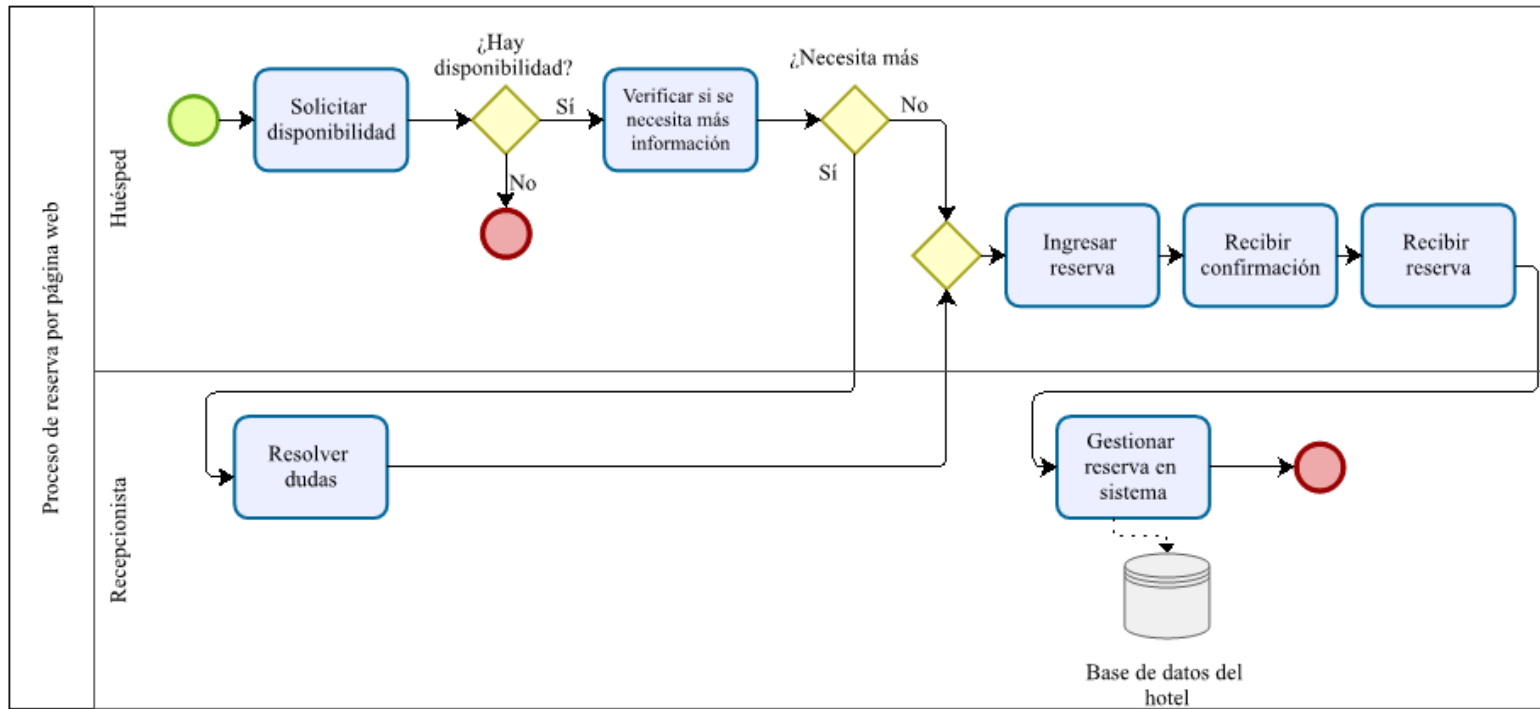 Proceso de reserva por página web
Huésped
Solicitar
disponibilidad
¿Hay
disponibilidad?
Sí
No
Verificar si se
necesita más
información
¿Necesita más
No
Sí
Ingresar
reserva
Recibir
confirmación
Recibir
reserva
Recepcionista
Resolver
dudas
Gestionar
reserva en
sistema
Base de datos del
hotel